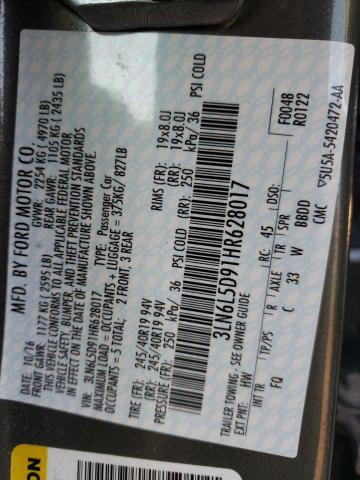 MFD. BY FORD MOTOR CO.
DATE: 10/16 GVWR: 2254 KG ( 4970 LB)
FRONT GAWR: 1177 KG (2595 LB) REAR GAWR: 1105 KG (2435 LB)
THIS VEHICLE CONFORMS TO ALL APPLICABLE FEDERAL MOTOR
VEHICLE SAFETY, BUMPER, AND THEFT PREVENTION STANDARDS
IN EFFECT ON THE DATE OF MANUFACTURE SHOWN ABOVE.
VIN: 3LN6L5D91HR628017 TYPE: Passenger Car
MAXIMUM LOAD = OCCUPANTS + LUGGAGE = 375KG/ 827LB
OCCUPANTS = 5 TOTAL: 2 FRONT, 3 REAR
TIRE (FR): 245/40R19 94V RIMS (FR): 19x8.0J
TIRE (RR): 245/40R19 94V (RR): 19x8.0J
PRESSURE (FR): 250 kPa/ 36 PSI COLD (RR): 250 kPa/ 36 PSI COLD
3LN6L5D91HR628017
F0048
R0122
TRAILER TOWING - SEE OWNER GUIDE
EXT PNT: HW RC: 45 DSO:
INT TR TP/PS R AXLE TR SPR
FQ C 33 W BBDD
CMC 5U5A-5420472-AA
ON